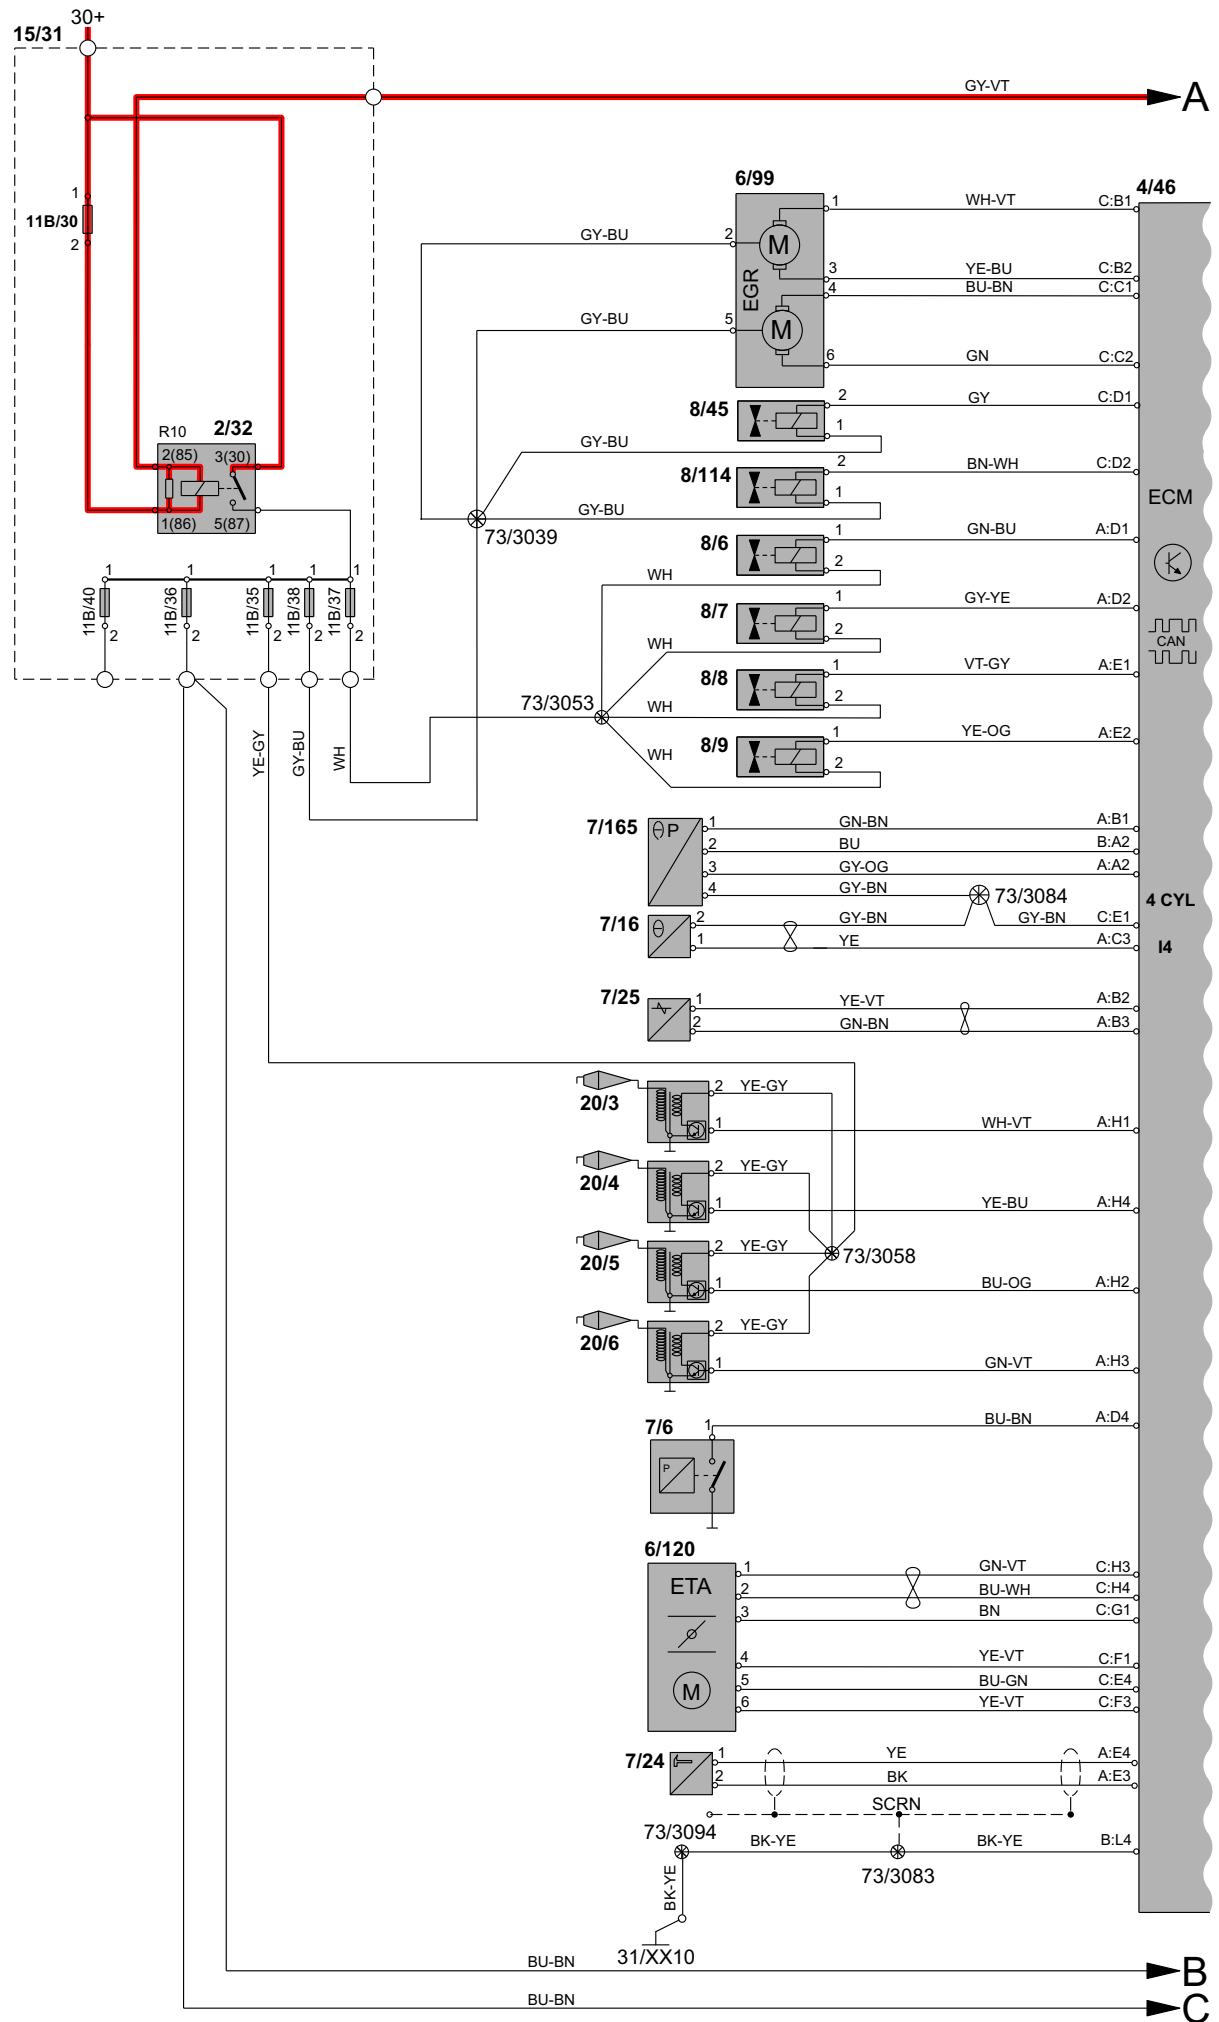 30+
15/31
GY-VT
A
6/99
4/46
1
WH-VT
C:B1
1
11B/30
2
GY-BU
2
M
EGR
3
YE-BU
C:B2
4
BU-BN
C:C1
GY-BU
5
M
6
GN
C:C2
8/45
2
GY
C:D1
1
R10
2/32
GY-BU
2(85)
3(30)
8/114
2
BN-WH
C:D2
1
GY-BU
ECM
1(86)
5(87)
73/3039
8/6
1
GN-BU
A:D1
2
WH
1
1
1
1
1
11B/40
11B/36
11B/35
11B/38
11B/37
2
2
2
2
2
8/7
1
GY-YE
A:D2
2
WH
CAN
8/8
1
VT-GY
A:E1
2
WH
73/3053
8/9
1
YE-OG
A:E2
2
WH
YE-GY
GY-BU
WH
7/165
P
1
GN-BN
A:B1
2
BU
B:A2
3
GY-OG
A:A2
4
GY-BN
73/3084
4 CYL
7/16
2
GY-BN
GY-BN
C:E1
1
YE
A:C3
I4
7/25
1
YE-VT
A:B2
2
GN-BN
A:B3
20/3
2
YE-GY
1
WH-VT
A:H1
20/4
2
YE-GY
1
YE-BU
A:H4
20/5
2
YE-GY
73/3058
1
BU-OG
A:H2
20/6
2
YE-GY
1
GN-VT
A:H3
7/6
1
BU-BN
A:D4
P
6/120
ETA
1
GN-VT
C:H3
2
BU-WH
C:H4
3
BN
C:G1
4
YE-VT
C:F1
M
5
BU-GN
C:E4
6
YE-VT
C:F3
7/24
1
YE
A:E4
2
BK
A:E3
SCRN
73/3094
BK-YE
BK-YE
B:L4
73/3083
BK-YE
31/XX10
BU-BN
B
BU-BN
C